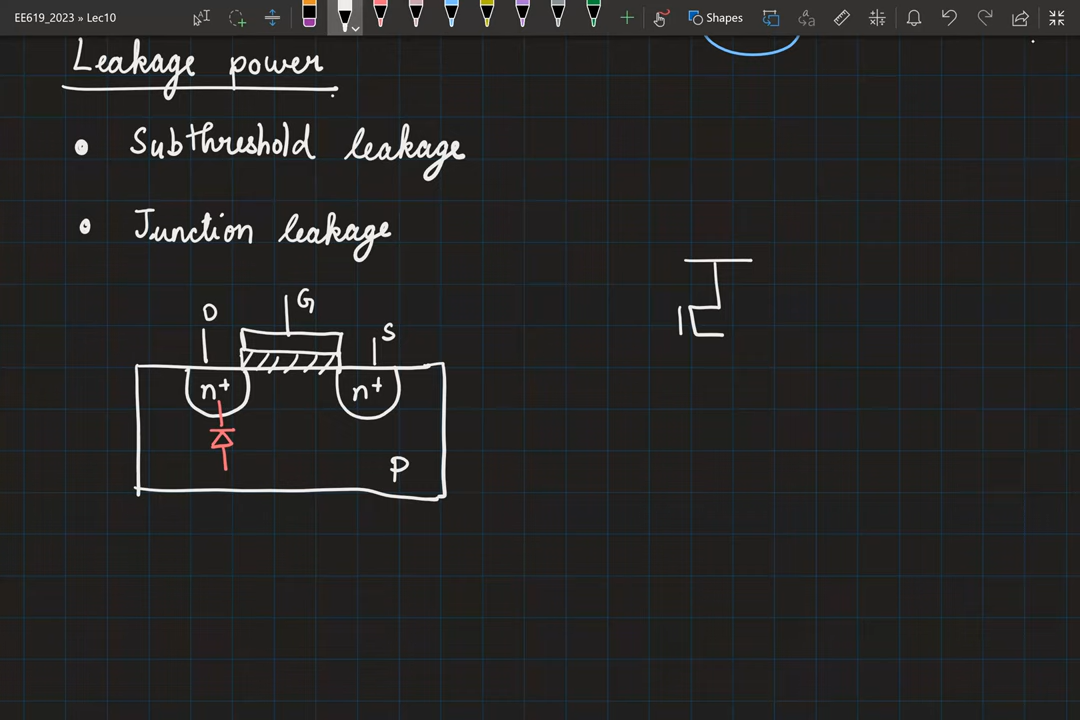 EE619_2023 » Lec10
Shapes
Leakage power
• Subthreshold leakage
• Junction leakage
D G S
n+ n+
P